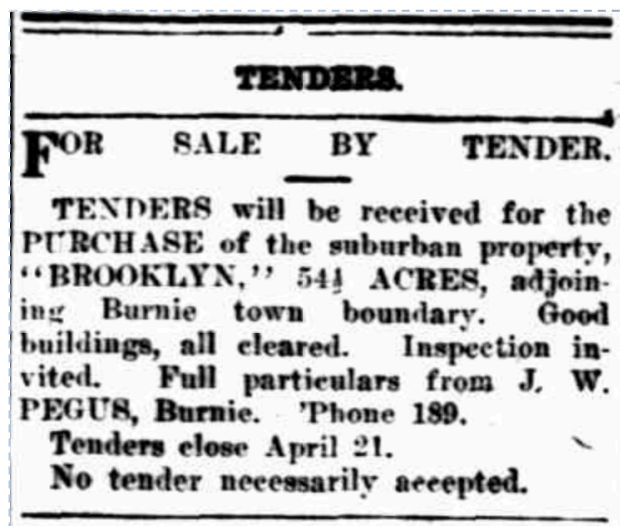 TENDERS.
FOR SALE BY TENDER.
TENDERS will be received for the
PURCHASE of the suburban property,
"BROOKLYN," 54½ ACRES, adjoin-
ing Burnie town boundary. Good
buildings, all cleared. Inspection in-
vited. Full particulars from J. W.
PEGUS, Burnie. 'Phone 189.
Tenders close April 21.
No tender necessarily accepted.